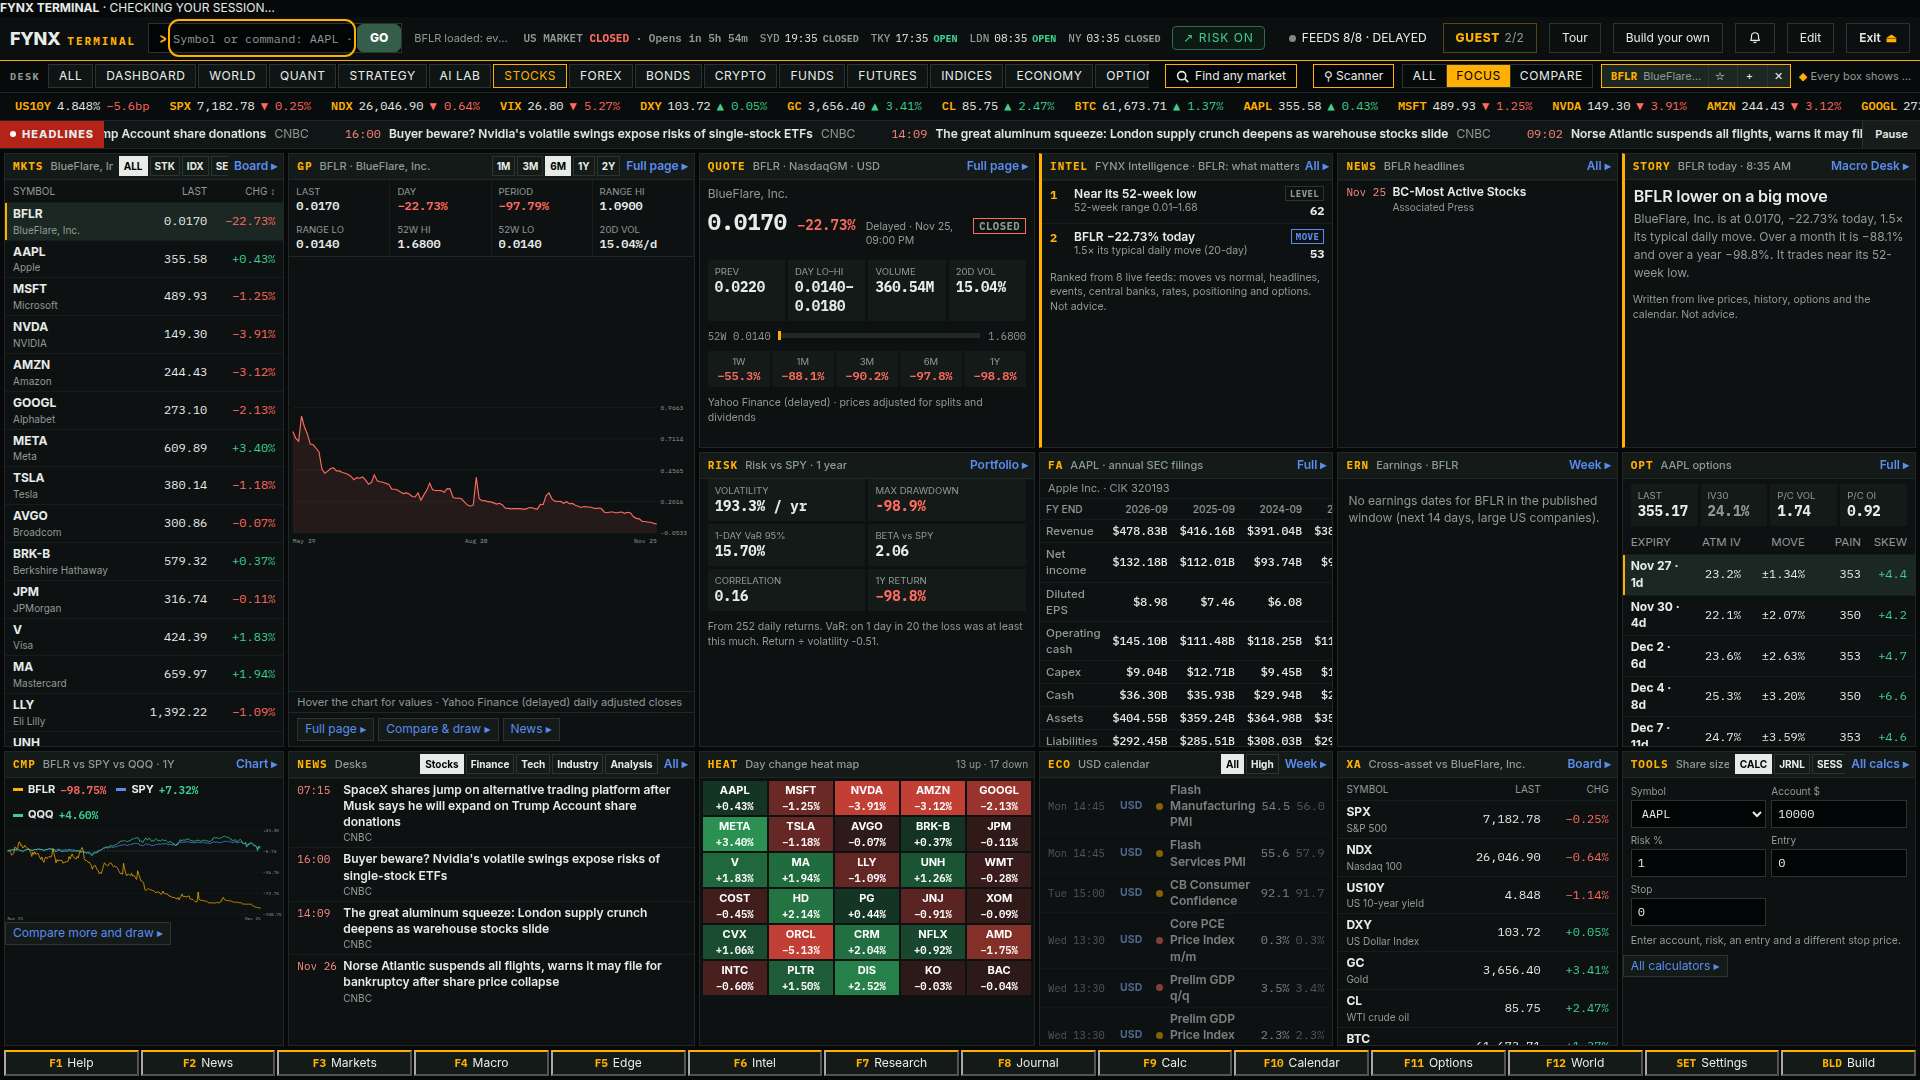 FYNX TERMINAL · CHECKING YOUR SESSION...
FYNX TERMINAL
> Symbol or command: AAPL · GO
BFLR loaded: ev...
US MARKET CLOSED · Opens in 5h 54m SYD 19:35 CLOSED TKY 17:35 OPEN LDN 08:35 OPEN NY 03:35 CLOSED
↗ RISK ON
FEEDS 8/8 · DELAYED
GUEST 2/2
Tour
Build your own
Edit
Exit
DESK ALL DASHBOARD WORLD QUANT STRATEGY AI LAB STOCKS FOREX BONDS CRYPTO FUNDS FUTURES INDICES ECONOMY OPTION
Find any market
Scanner
ALL FOCUS COMPARE
BFLR BlueFlare... ☆ + ✕
◆ Every box shows ...
US10Y 4.848% −5.6bp SPX 7,182.78 ▼ 0.25% NDX 26,046.90 ▼ 0.64% VIX 26.80 ▼ 5.27% DXY 103.72 ▲ 0.05% GC 3,656.40 ▲ 3.41% CL 85.75 ▲ 2.47% BTC 61,673.71 ▲ 1.37% AAPL 355.58 ▲ 0.43% MSFT 489.93 ▼ 1.25% NVDA 149.30 ▼ 3.91% AMZN 244.43 ▼ 3.12% GOOGL 273
HEADLINES
mp Account share donations CNBC 16:00 Buyer beware? Nvidia's volatile swings expose risks of single-stock ETFs CNBC 14:09 The great aluminum squeeze: London supply crunch deepens as warehouse stocks slide CNBC 09:02 Norse Atlantic suspends all flights, warns it may fil
Pause
MKTS BlueFlare, Ir ALL STK IDX SE Board ▸
SYMBOL LAST CHG ↕
BFLR 0.0170 −22.73%
BlueFlare, Inc.
AAPL 355.58 +0.43%
Apple
MSFT 489.93 −1.25%
Microsoft
NVDA 149.30 −3.91%
NVIDIA
AMZN 244.43 −3.12%
Amazon
GOOGL 273.10 −2.13%
Alphabet
META 609.89 +3.40%
Meta
TSLA 380.14 −1.18%
Tesla
AVGO 300.86 −0.07%
Broadcom
BRK-B 579.32 +0.37%
Berkshire Hathaway
JPM 316.74 −0.11%
JPMorgan
V 424.39 +1.83%
Visa
MA 659.97 +1.94%
Mastercard
LLY 1,392.22 −1.09%
Eli Lilly
UNH
GP BFLR · BlueFlare, Inc. 1M 3M 6M 1Y 2Y Full page ▸
LAST DAY PERIOD RANGE HI
0.0170 −22.73% −97.79% 1.0900
RANGE LO 52W HI 52W LO 20D VOL
0.0140 1.6800 0.0140 15.04%/d
0.9663
0.7114
0.4565
0.2016
−0.0533
May 29 Aug 28 Nov 25
Hover the chart for values · Yahoo Finance (delayed) daily adjusted closes
Full page ▸ Compare & draw ▸ News ▸
QUOTE BFLR · NasdaqGM · USD Full page ▸
BlueFlare, Inc.
0.0170 −22.73% Delayed · Nov 25, 09:00 PM CLOSED
PREV DAY LO–HI VOLUME 20D VOL
0.0220 0.0140–0.0180 360.54M 15.04%
52W 0.0140 1.6800
1W 1M 3M 6M 1Y
−55.3% −88.1% −90.2% −97.8% −98.8%
Yahoo Finance (delayed) · prices adjusted for splits and
dividends
INTEL FYNX Intelligence · BFLR: what matters All ▸
1 Near its 52-week low LEVEL
52-week range 0.01–1.68 62
2 BFLR −22.73% today MOVE
1.5× its typical daily move (20-day) 53
Ranked from 8 live feeds: moves vs normal, headlines,
events, central banks, rates, positioning and options.
Not advice.
NEWS BFLR headlines All ▸
Nov 25 BC-Most Active Stocks
Associated Press
STORY BFLR today · 8:35 AM Macro Desk ▸
BFLR lower on a big move
BlueFlare, Inc. is at 0.0170, −22.73% today, 1.5×
its typical daily move. Over a month it is −88.1%
and over a year −98.8%. It trades near its 52-
week low.
Written from live prices, history, options and the
calendar. Not advice.
RISK Risk vs SPY · 1 year Portfolio ▸
VOLATILITY MAX DRAWDOWN
193.3% / yr −98.9%
1-DAY VaR 95% BETA vs SPY
15.70% 2.06
CORRELATION 1Y RETURN
0.16 −98.8%
From 252 daily returns. VaR: on 1 day in 20 the loss was at least
this much. Return ÷ volatility -0.51.
FA AAPL · annual SEC filings Full ▸
Apple Inc. · CIK 320193
FY END 2026-09 2025-09 2024-09 2
Revenue $478.83B $416.16B $391.04B $38
Net income $132.18B $112.01B $93.74B $9
Diluted EPS $8.98 $7.46 $6.08
Operating cash $145.10B $111.48B $118.25B $11
Capex $9.04B $12.71B $9.45B $1
Cash $36.30B $35.93B $29.94B $2
Assets $404.55B $359.24B $364.98B $35
Liabilities $292.45B $285.51B $308.03B $29
ERN Earnings · BFLR Week ▸
No earnings dates for BFLR in the published
window (next 14 days, large US companies).
OPT AAPL options Full ▸
LAST IV30 P/C VOL P/C OI
355.17 24.1% 1.74 0.92
EXPIRY ATM IV MOVE PAIN SKEW
Nov 27 · 1d 23.2% ±1.34% 353 +4.4
Nov 30 · 4d 22.1% ±2.07% 350 +4.2
Dec 2 · 6d 23.6% ±2.63% 353 +4.7
Dec 4 · 8d 25.3% ±3.20% 350 +6.6
Dec 7 · 11d 24.7% ±3.59% 353 +4.6
CMP BFLR vs SPY vs QQQ · 1Y Chart ▸
BFLR −98.75% SPY +7.32%
QQQ +4.60%
Compare more and draw ▸
NEWS Desks Stocks Finance Tech Industry Analysis All ▸
07:15 SpaceX shares jump on alternative trading platform after
Musk says he will expand on Trump Account share
donations
CNBC
16:00 Buyer beware? Nvidia's volatile swings expose risks of
single-stock ETFs
CNBC
14:09 The great aluminum squeeze: London supply crunch
deepens as warehouse stocks slide
CNBC
Nov 26 Norse Atlantic suspends all flights, warns it may file for
bankruptcy after share price collapse
CNBC
HEAT Day change heat map 13 up · 17 down
AAPL MSFT NVDA AMZN GOOGL
+0.43% −1.25% −3.91% −3.12% −2.13%
META TSLA AVGO BRK-B JPM
+3.40% −1.18% −0.07% +0.37% −0.11%
V MA LLY UNH WMT
+1.83% +1.94% −1.09% +1.26% −0.28%
COST HD PG JNJ XOM
−0.45% +2.14% +0.44% −0.91% −0.09%
CVX ORCL CRM NFLX AMD
+1.06% −5.13% +2.04% +0.92% −1.75%
INTC PLTR DIS KO BAC
−0.60% +1.50% +2.52% −0.03% −0.04%
ECO USD calendar All High Week ▸
Mon 14:45 USD Flash Manufacturing PMI 54.5 56.0
Mon 14:45 USD Flash Services PMI 55.6 57.9
Tue 15:00 USD CB Consumer Confidence 92.1 91.7
Wed 13:30 USD Core PCE Price Index m/m 0.3% 0.3%
Wed 13:30 USD Prelim GDP q/q 3.5% 3.4%
Wed 13:30 USD Prelim GDP Price Index 2.3% 2.3%
XA Cross-asset vs BlueFlare, Inc. Board ▸
SYMBOL LAST CHG
SPX 7,182.78 −0.25%
S&P 500
NDX 26,046.90 −0.64%
Nasdaq 100
US10Y 4.848 −1.14%
US 10-year yield
DXY 103.72 +0.05%
US Dollar Index
GC 3,656.40 +3.41%
Gold
CL 85.75 +2.47%
WTI crude oil
BTC 61,673.71 +1.37%
TOOLS Share size CALC JRNL SESS All calcs ▸
Symbol Account $
AAPL 10000
Risk % Entry
1 0
Stop
0
Enter account, risk, an entry and a different stop price.
All calculators ▸
F1 Help F2 News F3 Markets F4 Macro F5 Edge F6 Intel F7 Research F8 Journal F9 Calc F10 Calendar F11 Options F12 World SET Settings BLD Build